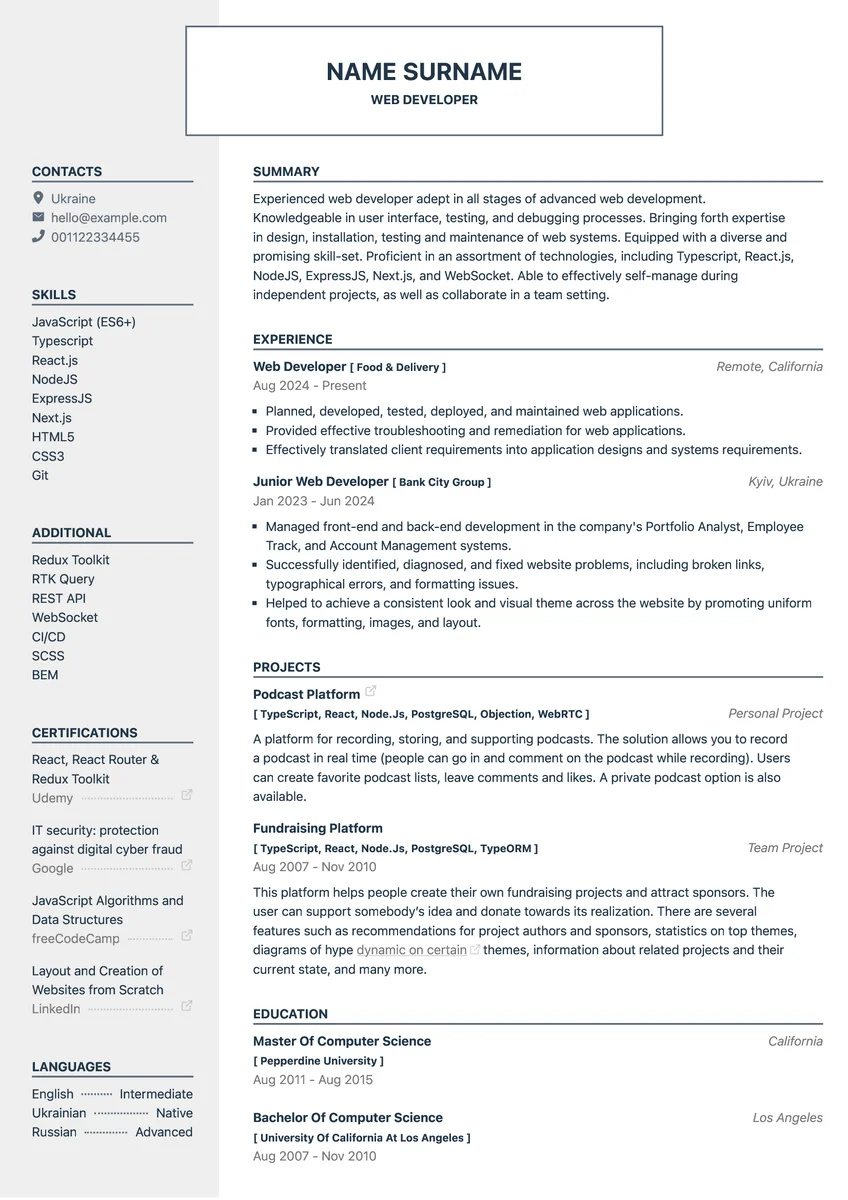 NAME SURNAME
WEB DEVELOPER
CONTACTS
Ukraine
hello@example.com
001122334455
SKILLS
JavaScript (ES6+)
Typescript
React.js
NodeJS
ExpressJS
Next.js
HTML5
CSS3
Git
ADDITIONAL
Redux Toolkit
RTK Query
REST API
WebSocket
CI/CD
SCSS
BEM
CERTIFICATIONS
React, React Router &
Redux Toolkit
Udemy
IT security: protection
against digital cyber fraud
Google
JavaScript Algorithms and
Data Structures
freeCodeCamp
Layout and Creation of
Websites from Scratch
LinkedIn
LANGUAGES
English Intermediate
Ukrainian Native
Russian Advanced
SUMMARY
Experienced web developer adept in all stages of advanced web development.
Knowledgeable in user interface, testing, and debugging processes. Bringing forth expertise
in design, installation, testing and maintenance of web systems. Equipped with a diverse and
promising skill-set. Proficient in an assortment of technologies, including Typescript, React.js,
NodeJS, ExpressJS, Next.js, and WebSocket. Able to effectively self-manage during
independent projects, as well as collaborate in a team setting.
EXPERIENCE
Web Developer [ Food & Delivery ] Remote, California
Aug 2024 - Present
▪ Planned, developed, tested, deployed, and maintained web applications.
▪ Provided effective troubleshooting and remediation for web applications.
▪ Effectively translated client requirements into application designs and systems requirements.
Junior Web Developer [ Bank City Group ] Kyiv, Ukraine
Jan 2023 - Jun 2024
▪ Managed front-end and back-end development in the company's Portfolio Analyst, Employee
Track, and Account Management systems.
▪ Successfully identified, diagnosed, and fixed website problems, including broken links,
typographical errors, and formatting issues.
▪ Helped to achieve a consistent look and visual theme across the website by promoting uniform
fonts, formatting, images, and layout.
PROJECTS
Podcast Platform
[ TypeScript, React, Node.Js, PostgreSQL, Objection, WebRTC ] Personal Project
A platform for recording, storing, and supporting podcasts. The solution allows you to record
a podcast in real time (people can go in and comment on the podcast while recording). Users
can create favorite podcast lists, leave comments and likes. A private podcast option is also
available.
Fundraising Platform
[ TypeScript, React, Node.Js, PostgreSQL, TypeORM ] Team Project
Aug 2007 - Nov 2010
This platform helps people create their own fundraising projects and attract sponsors. The
user can support somebody's idea and donate towards its realization. There are several
features such as recommendations for project authors and sponsors, statistics on top themes,
diagrams of hype dynamic on certain themes, information about related projects and their
current state, and many more.
EDUCATION
Master Of Computer Science California
[ Pepperdine University ]
Aug 2011 - Aug 2015
Bachelor Of Computer Science Los Angeles
[ University Of California At Los Angeles ]
Aug 2007 - Nov 2010